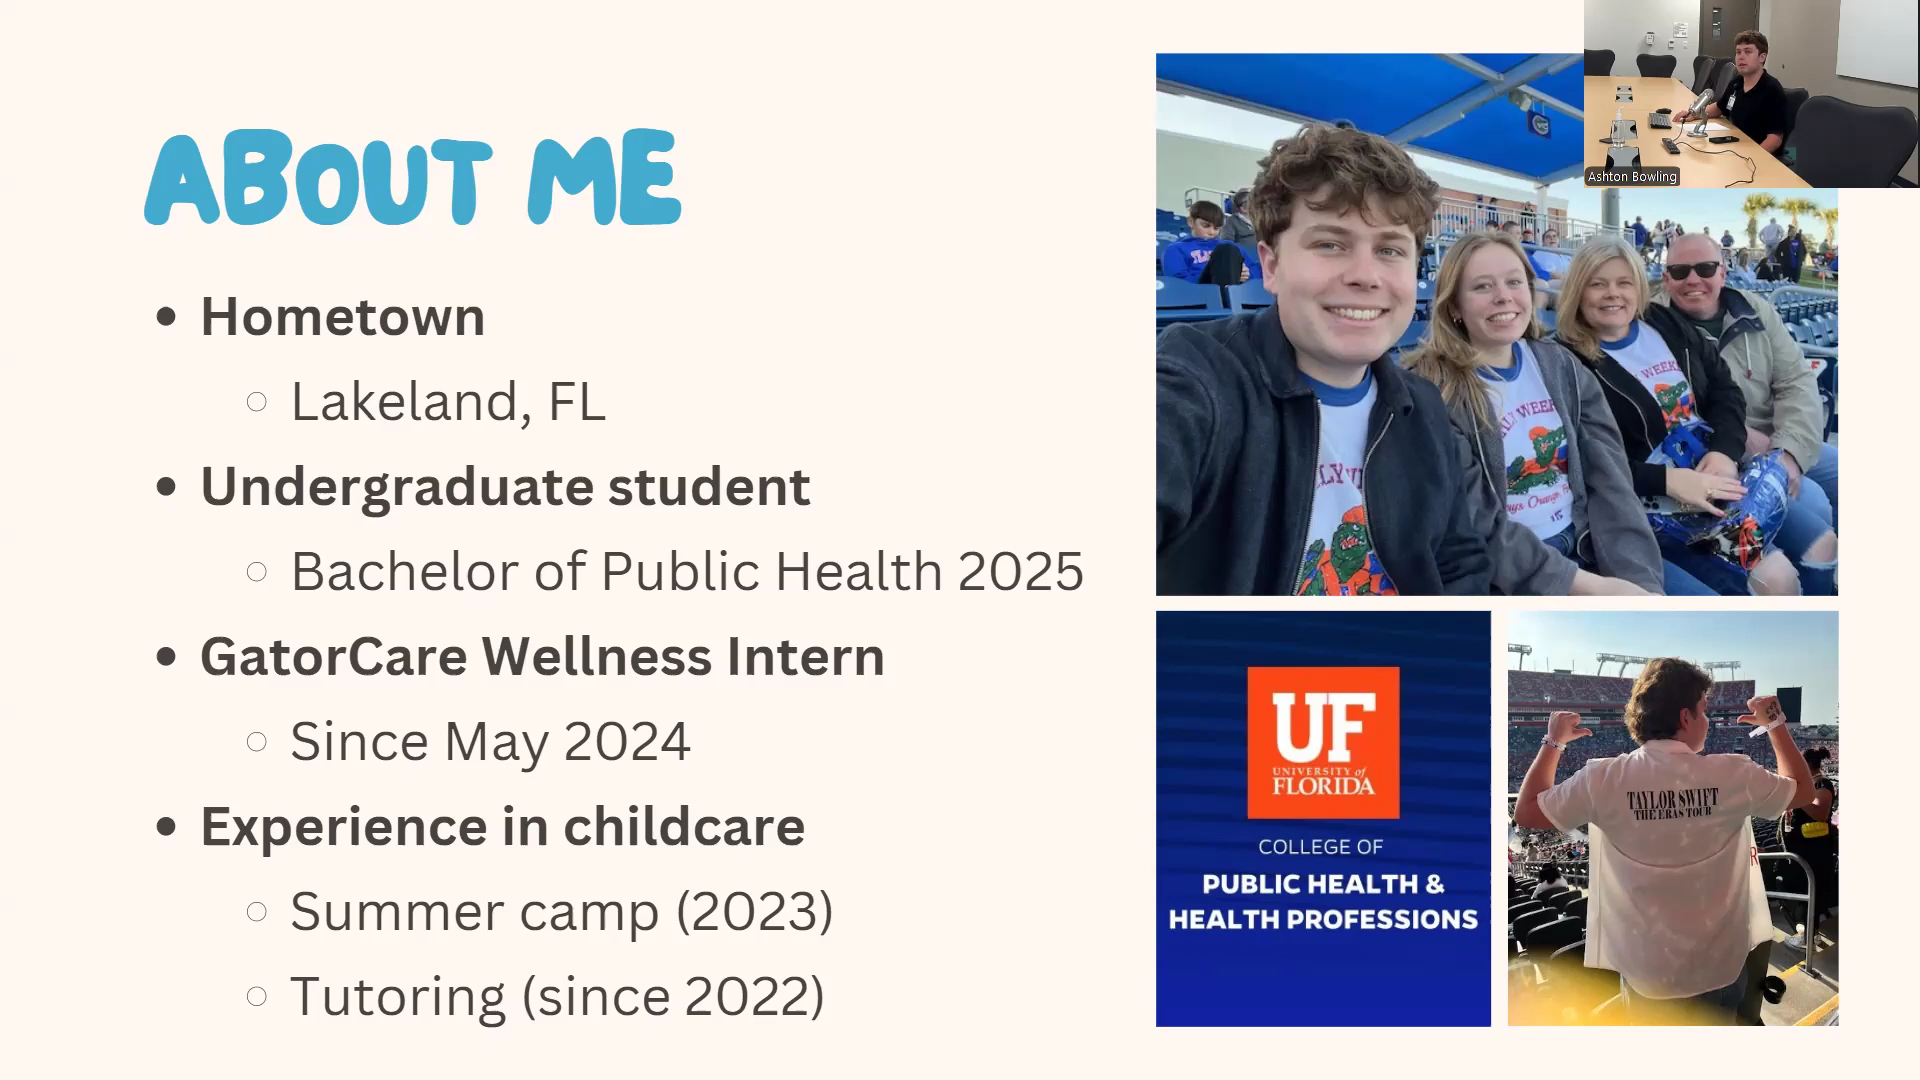 ABOUT ME
Hometown
Lakeland, FL
Undergraduate student
Bachelor of Public Health 2025
GatorCare Wellness Intern
Since May 2024
Experience in childcare
Summer camp (2023)
Tutoring (since 2022)
Ashton Bowling
UF
UNIVERSITY of
FLORIDA
COLLEGE OF
PUBLIC HEALTH &
HEALTH PROFESSIONS
TAYLOR SWIFT
THE ERAS TOUR